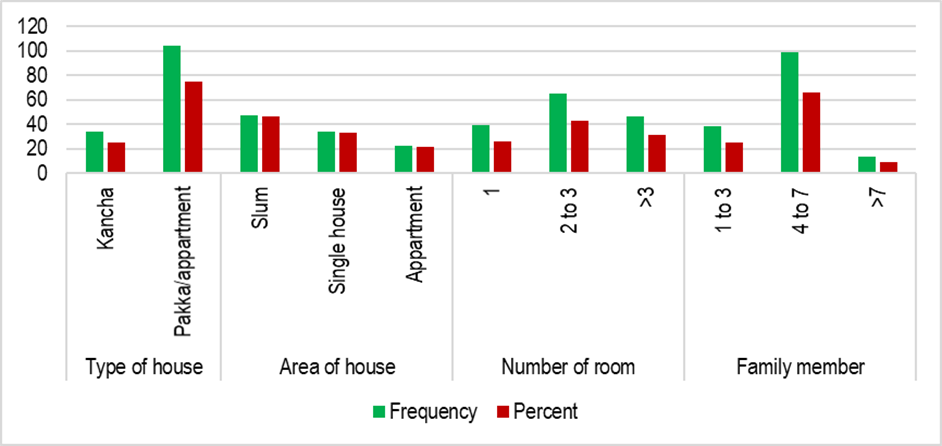 120
100
80
60
40
20
0
Kancha
Pakka/appartment
Slum
Single house
Appartment
1
2 to 3
>3
1 to 3
4 to 7
>7
Type of house
Area of house
Number of room
Family member
Frequency
Percent